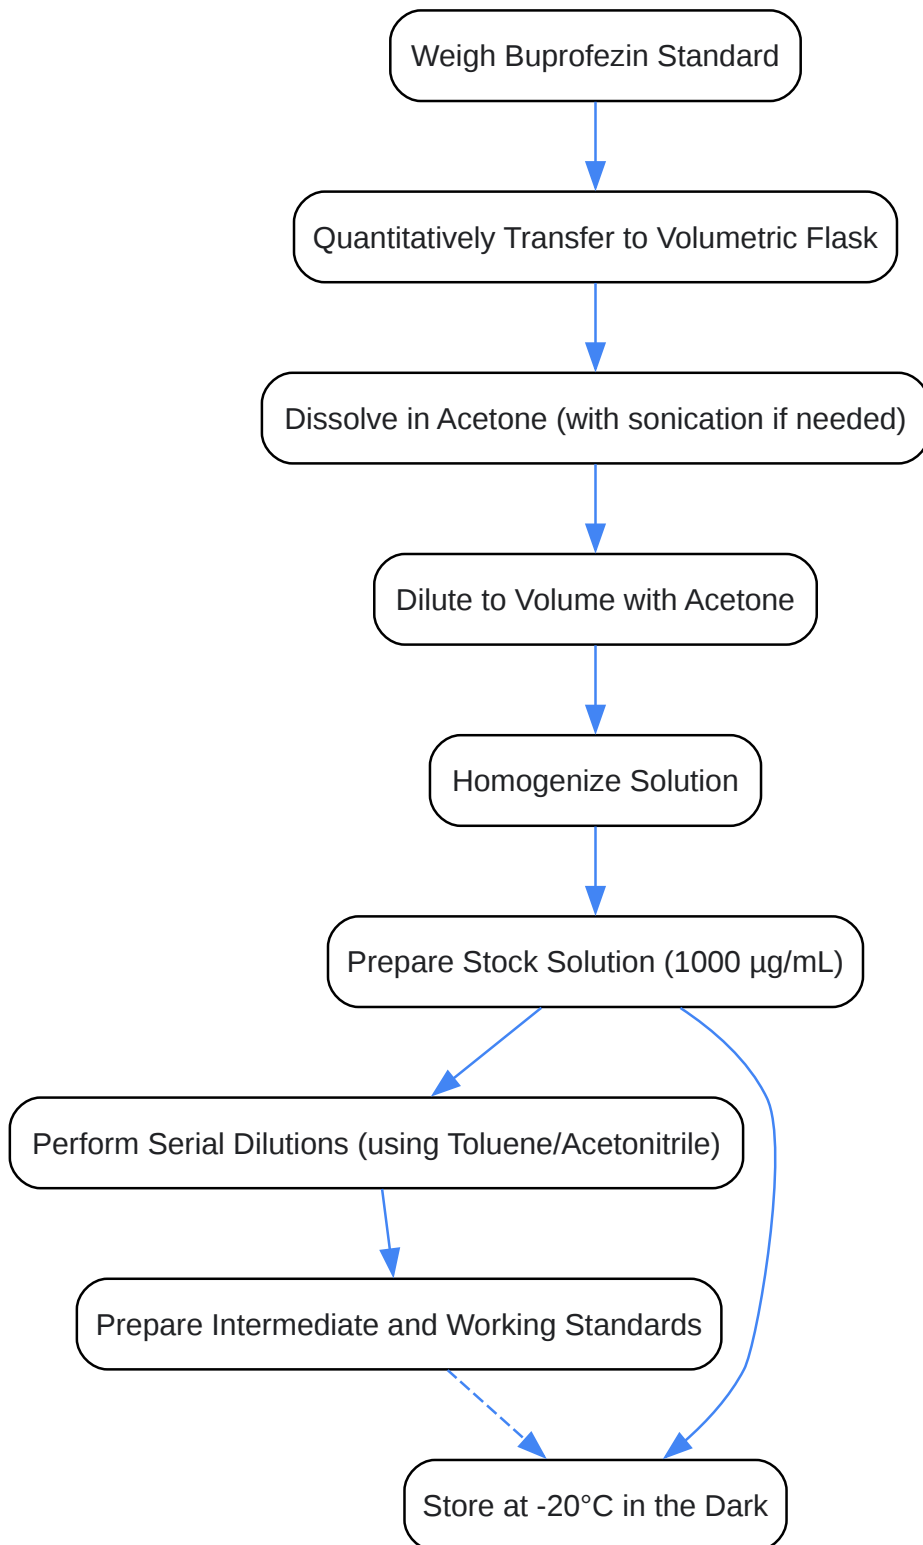 Weigh Buprofezin Standard
Quantitatively Transfer to Volumetric Flask
Dissolve in Acetone (with sonication if needed)
Dilute to Volume with Acetone
Homogenize Solution
Prepare Stock Solution (1000 µg/mL)
Perform Serial Dilutions (using Toluene/Acetonitrile)
Prepare Intermediate and Working Standards
Store at -20°C in the Dark